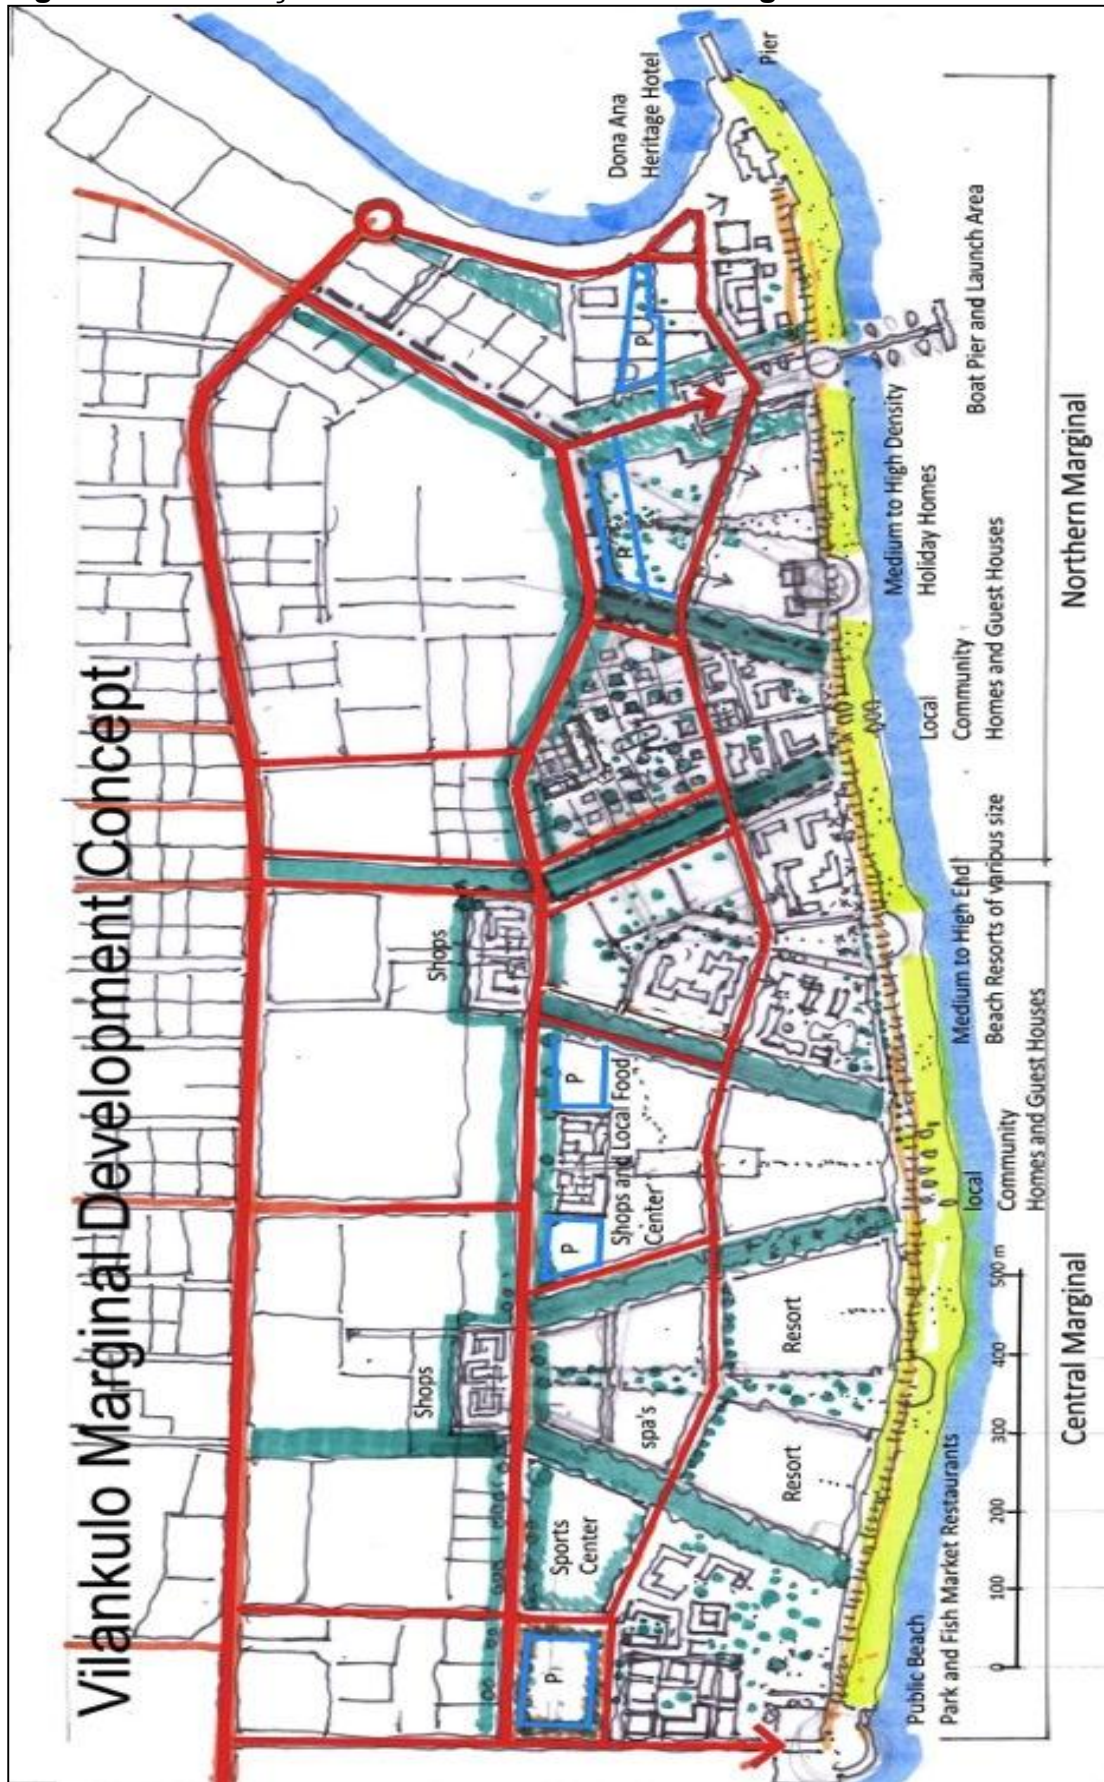 Vilankulo Marginal Development Concept
Shops
Shops
P
Sports
Center
P
P
Shops and Local Food
Center
spa's
P
P
Dona Ana
Heritage Hotel
Pier
Resort
Resort
Public Beach
Park and Fish Market Restaurants
local
Community
Homes and Guest Houses
Medium to High End
Beach Resorts of various size
Local
Community
Homes and Guest Houses
Medium to High Density
Holiday Homes
Boat Pier and Launch Area
0 100 200 300 400 500 m
Central Marginal
Northern Marginal